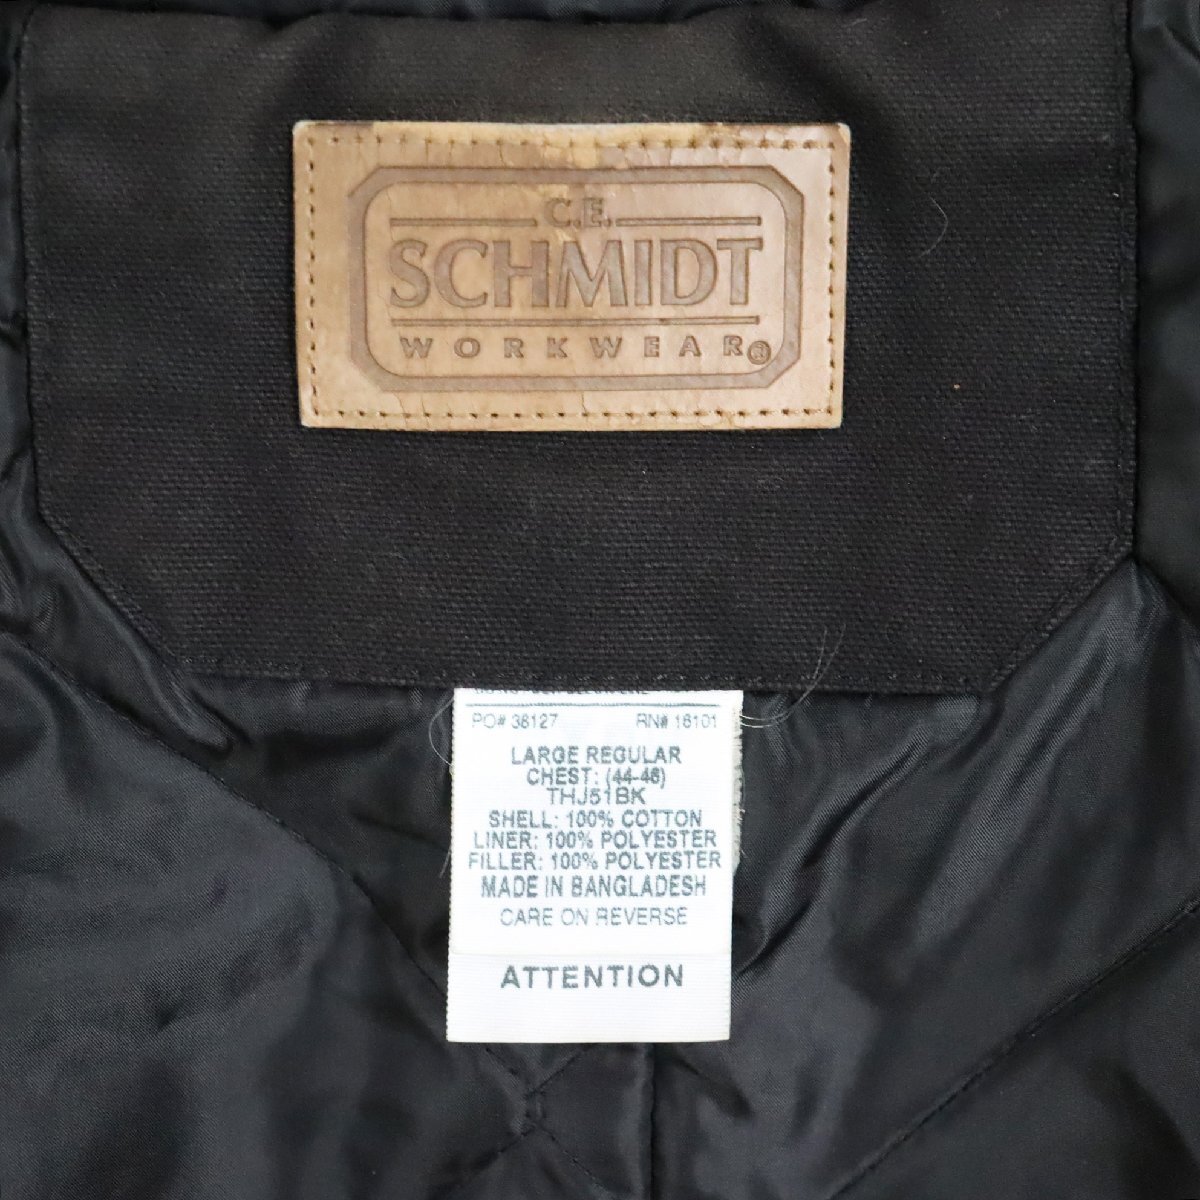 C.E.
SCHMIDT
WORKWEAR®
PO# 38127 RN# 16101
LARGE REGULAR
CHEST: (44-46)
THJ51BK
SHELL: 100% COTTON
LINER: 100% POLYESTER
FILLER: 100% POLYESTER
MADE IN BANGLADESH
CARE ON REVERSE
ATTENTION